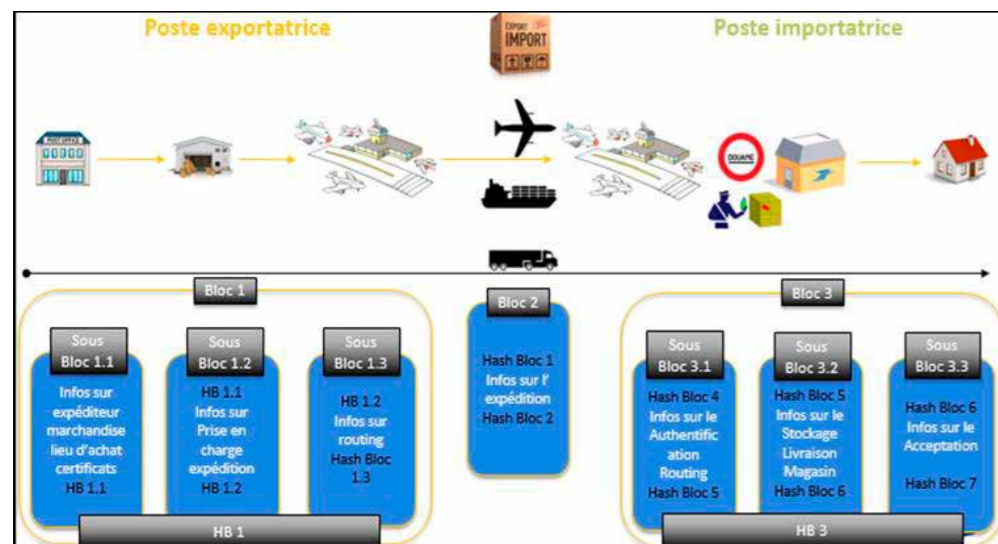 Poste exportatrice
Poste importatrice
EXPORT
IMPORT
POST OFFICE
DOUANE
Bloc 1
Bloc 2
Bloc 3
Sous
Bloc 1.1
Infos sur
expéditeur
marchandise
lieu d'achat
certificats
HB 1.1
Sous
Bloc 1.2
HB 1.1
Infos sur
Prise en
charge
expédition
HB 1.2
Sous
Bloc 1.3
HB 1.2
Infos sur
routing
Hash Bloc
1.3
HB 1
Hash Bloc 1
Infos sur l'
expédition
Hash Bloc 2
Sous
Bloc 3.1
Hash Bloc 4
Infos sur le
Authentific
ation
Routing
Hash Bloc 5
Sous
Bloc 3.2
Hash Bloc 5
Infos sur le
Stockage
Livraison
Magasin
Hash Bloc 6
Sous
Bloc 3.3
Hash Bloc 6
Infos sur le
Acceptation
Hash Bloc 7
HB 3